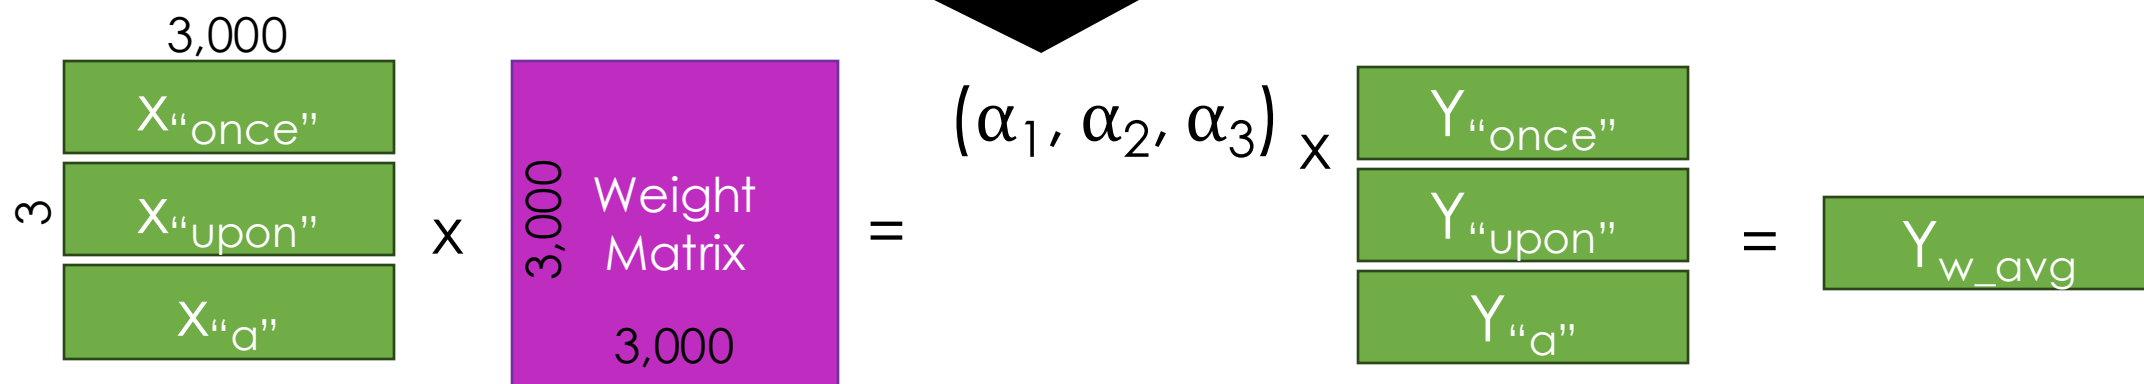 3,000
3
x“once”
x“upon”
x“a”
x
3,000
Weight
Matrix
3,000
=
(α1, α2, α3) x
Y“once”
Y“upon”
Y“a”
=
Yw_avg